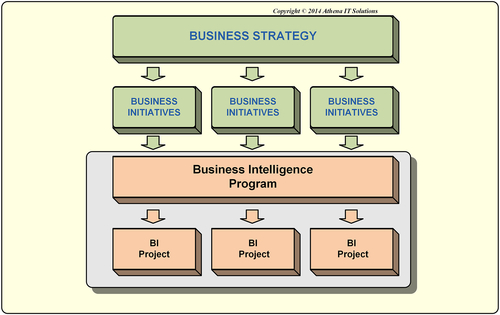 Copyright © 2014 Athena IT Solutions
BUSINESS STRATEGY
BUSINESS
INITIATIVES
BUSINESS
INITIATIVES
BUSINESS
INITIATIVES
Business Intelligence
Program
BI
Project
BI
Project
BI
Project